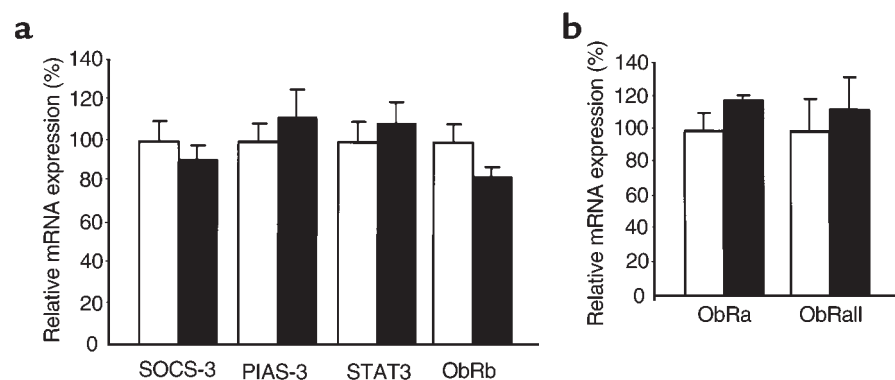 a
Relative mRNA expression (%)
140
120
100
80
60
40
20
0
SOCS-3 PIAS-3 STAT3 ObRb
b
Relative mRNA expression (%)
140
120
100
80
60
40
20
0
ObRa ObRall